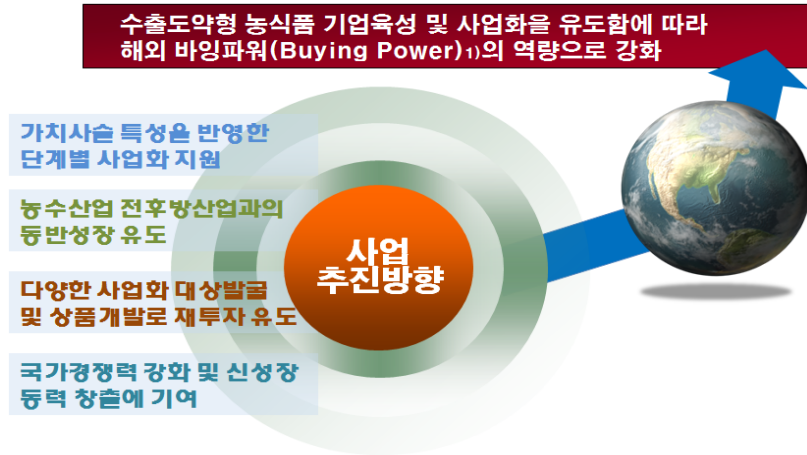 수출도약형 농식품 기업육성 및 사업화을 유도함에 따라
해외 바잉파워(Buying Power)1)의 역량으로 강화
가치사슬 특성을 반영한
단계별 사업화 지원
농수산업 전후방산업과의
동반성장 유도
다양한 사업화 대상발굴
및 상품개발로 재투자 유도
국가경쟁력 강화 및 신성장
동력 창출에 기여
사업
추진방향